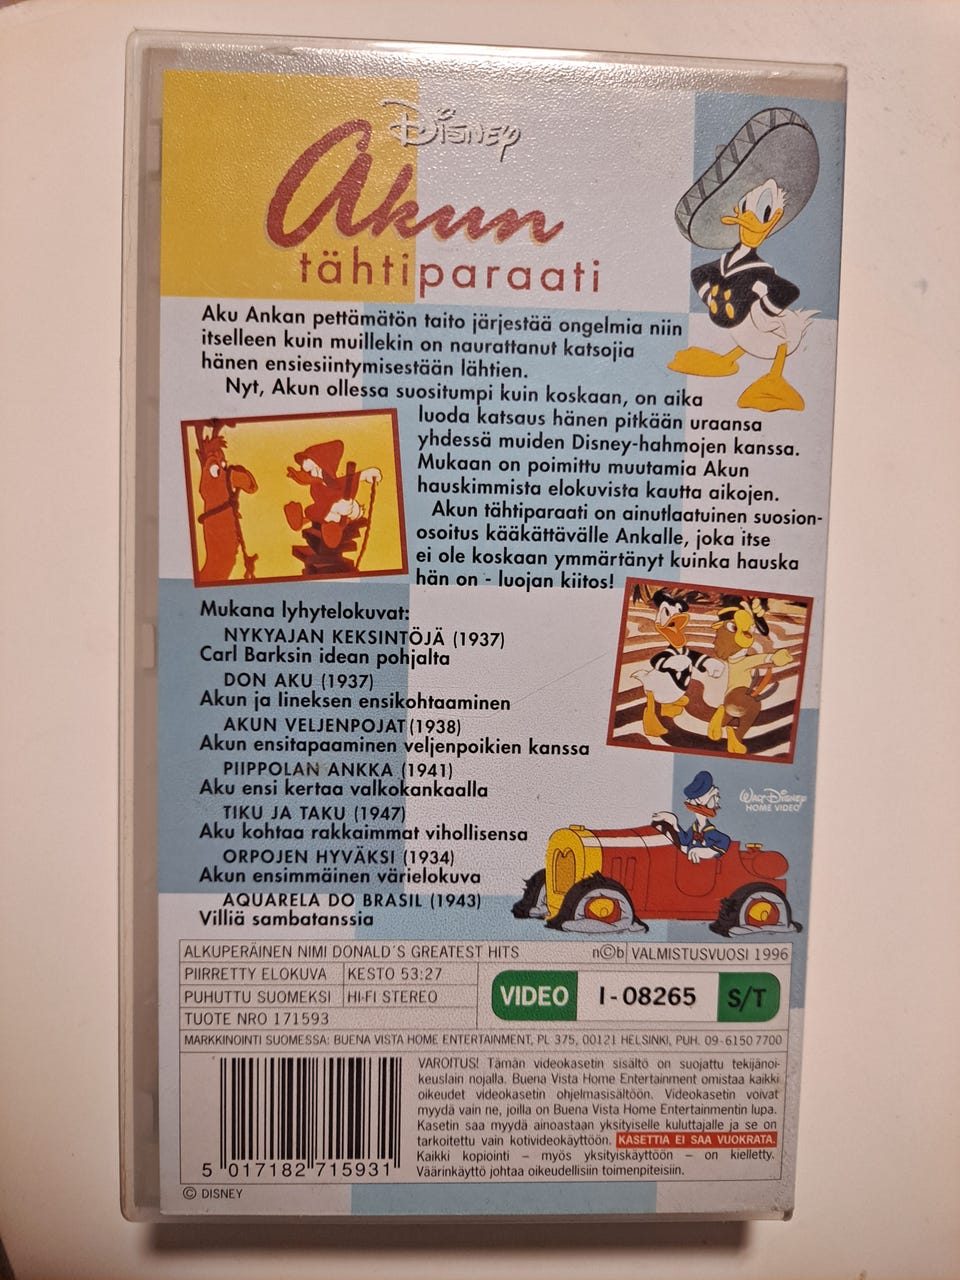 DISNEY
Akun
tähtiparaati
Aku Ankan pettämätön taito järjestää ongelmia niin
itselleen kuin muillekin on naurattanut katsojia
hänen ensiesiintymisestään lähtien.
Nyt, Akun ollessa suositumpi kuin koskaan, on aika
luoda katsaus hänen pitkään uraansa
yhdessä muiden Disney-hahmojen kanssa.
Mukaan on poimittu muutamia Akun
hauskimmista elokuvista kautta aikojen.
Akun tähtiparaati on ainutlaatuinen suosion-
osoitus kääkättävälle Ankalle, joka itse
ei ole koskaan ymmärtänyt kuinka hauska
hän on - luojan kiitos!
Mukana lyhytelokuvat:
NYKYAJAN KEKSINTÖJÄ (1937)
Carl Barksin idean pohjalta
DON AKU (1937)
Akun ja Iineksen ensikohtaaminen
AKUN VELJENPOJAT (1938)
Akun ensitapaaminen veljenpoikien kanssa
PIIPPOLAN ANKKA (1941)
Aku ensi kertaa valkokankaalla
TIKU JA TAKU (1947)
Aku kohtaa rakkaimmat vihollisensa
ORPOJEN HYVÄKSI (1934)
Akun ensimmäinen värielokuva
AQUARELA DO BRASIL (1943)
Villiä sambatanssia
WALT DISNEY
HOME VIDEO
ALKUPERÄINEN NIMI DONALD´S GREATEST HITS n©b VALMISTUSVUOSI 1996
PIIRRETTY ELOKUVA KESTO 53:27
PUHUTTU SUOMEKSI HI-FI STEREO
VIDEO I-08265 S/T
TUOTE NRO 171593
MARKKINOINTI SUOMESSA: BUENA VISTA HOME ENTERTAINMENT, PL 375, 00121 HELSINKI, PUH. 09-6150 7700
VAROITUS! Tämän videokasetin sisältö on suojattu tekijänoi-
keuslain nojalla. Buena Vista Home Entertainment omistaa kaikki
oikeudet videokasetin ohjelmasisältöön. Videokasetin voivat
myydä vain ne, joilla on Buena Vista Home Entertainmentin lupa.
Kasetin saa myydä ainoastaan yksityiselle kuluttajalle ja se on
tarkoitettu vain kotivideokäyttöön. KASETTIA EI SAA VUOKRATA.
Kaikki kopiointi – myös yksityiskäyttöön – on kielletty.
Väärinkäyttö johtaa oikeudellisiin toimenpiteisiin.
5 017182 715931
© DISNEY